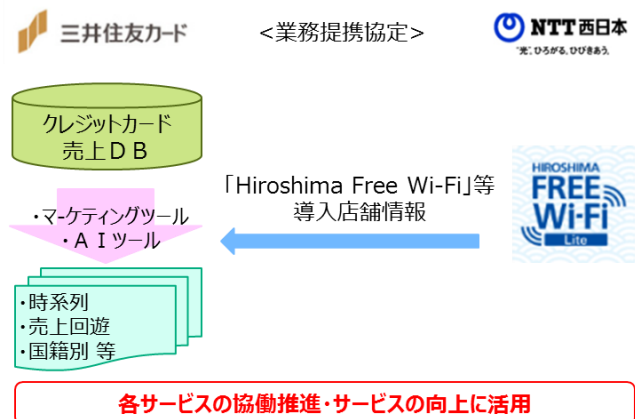 三井住友カード
<業務提携協定>
NTT西日本
"光"、ひろがる、ひびきあう。
クレジットカード
売上DB
「Hiroshima Free Wi-Fi」等
導入店舗情報
・マーケティングツール
・AIツール
HIROSHIMA
FREE
Wi-Fi
Lite
・時系列
・売上回遊
・国籍別 等
各サービスの協働推進・サービスの向上に活用